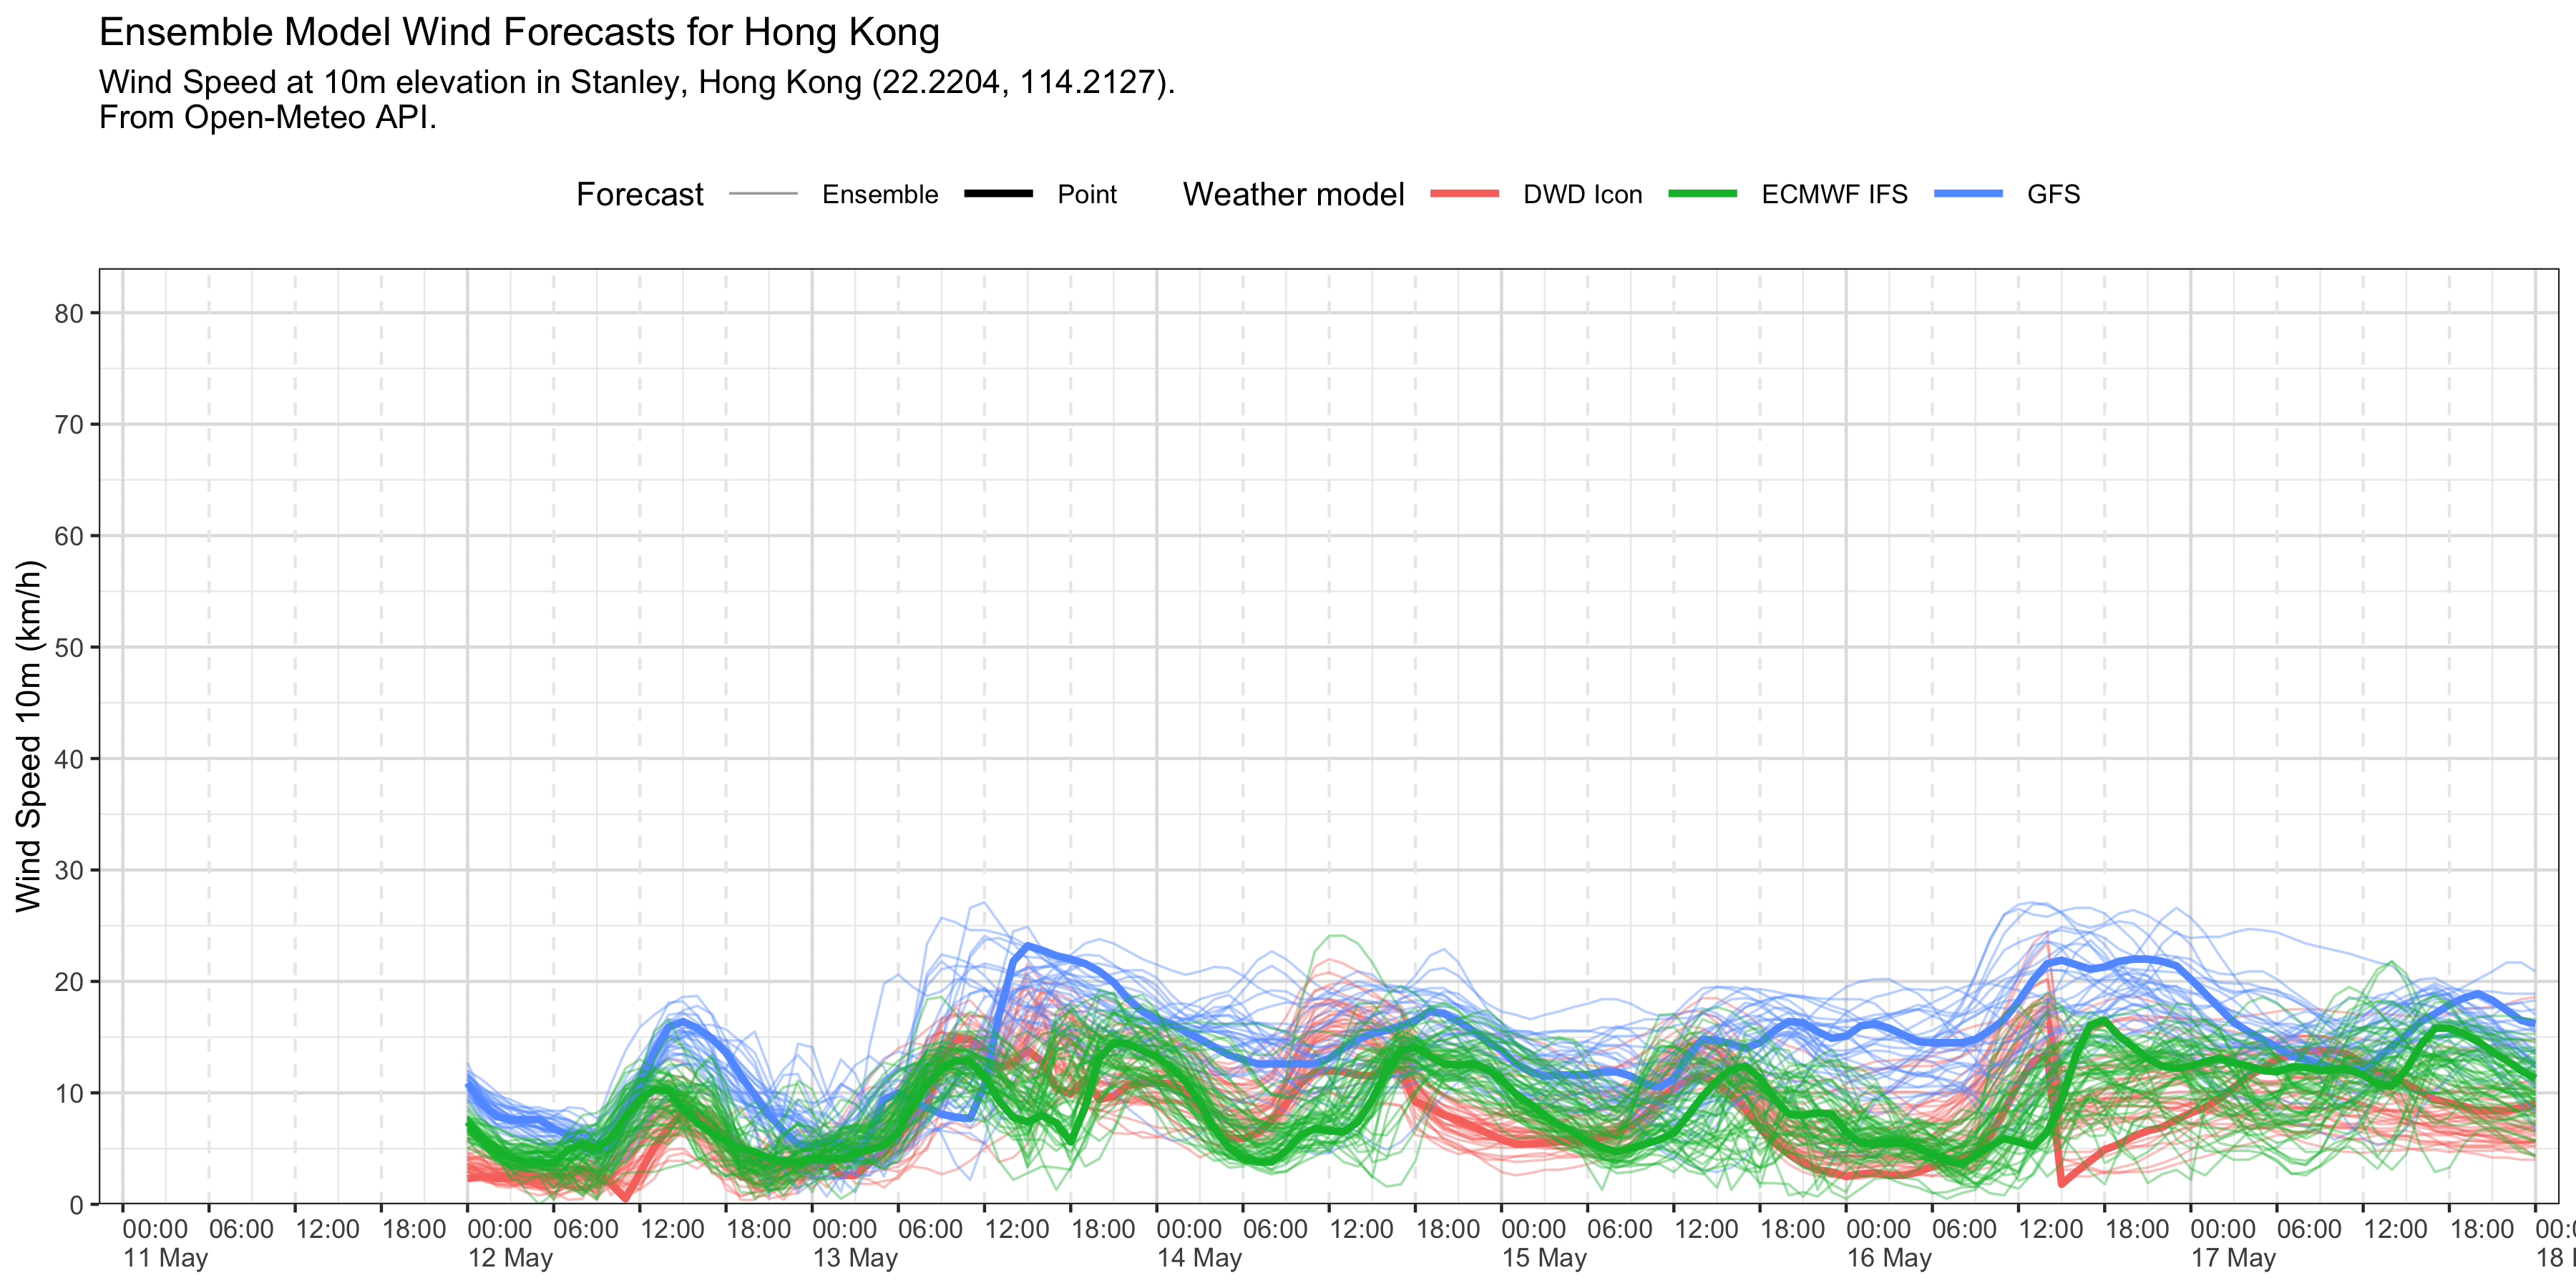 Ensemble Model Wind Forecasts for Hong Kong
Wind Speed at 10m elevation in Stanley, Hong Kong (22.2204, 114.2127).
From Open-Meteo API.
Forecast Ensemble Point Weather model DWD Icon ECMWF IFS GFS
Wind Speed 10m (km/h)
80
70
60
50
40
30
20
10
0
00:00 06:00 12:00 18:00 00:00 06:00 12:00 18:00 00:00 06:00 12:00 18:00 00:00 06:00 12:00 18:00 00:00 06:00 12:00 18:00 00:00 06:00 12:00 18:00 00:00 06:00 12:00 18:00
11 May 12 May 13 May 14 May 15 May 16 May 17 May 18